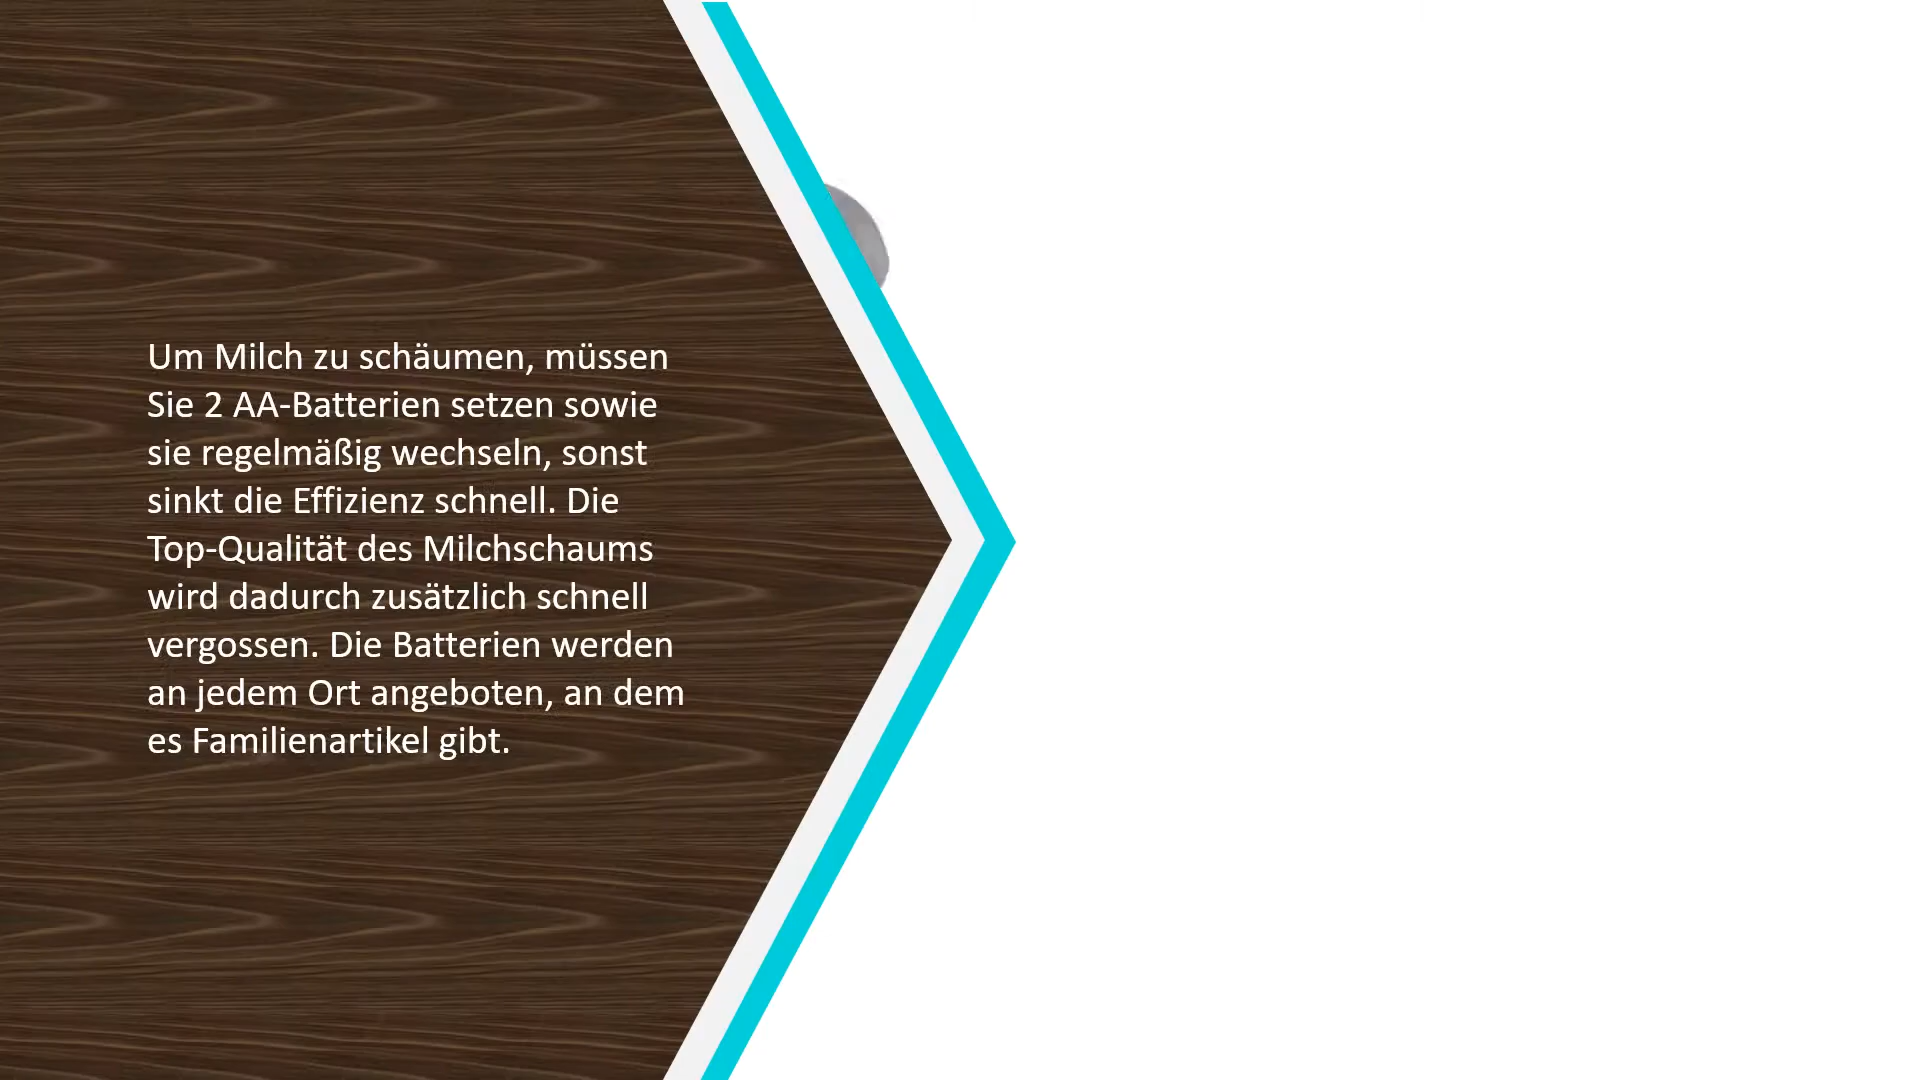 Um Milch zu schäumen, müssen
Sie 2 AA-Batterien setzen sowie
sie regelmäßig wechseln, sonst
sinkt die Effizienz schnell. Die
Top-Qualität des Milchschaums
wird dadurch zusätzlich schnell
vergossen. Die Batterien werden
an jedem Ort angeboten, an dem
es Familienartikel gibt.